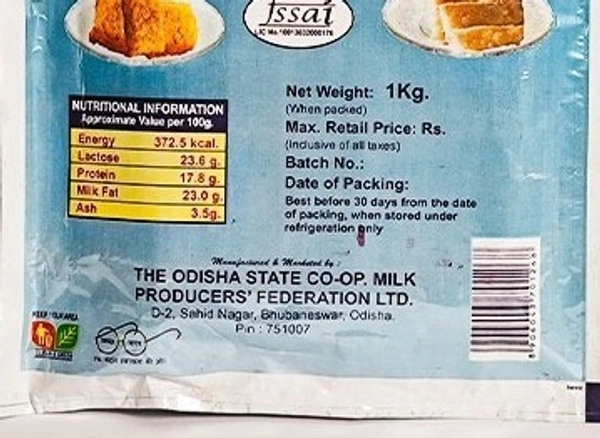 fssai
LIC No. 10013032000176
NUTRITIONAL INFORMATION
Approximate Value per 100g.
Energy 372.5 kcal.
Lactose 23.6 g.
Protein 17.8 g.
Milk Fat 23.0 g.
Ash 3.5g.
Net Weight: 1Kg.
(When packed)
Max. Retail Price: Rs.
(Inclusive of all taxes)
Batch No.:
Date of Packing:
Best before 30 days from the date
of packing, when stored under
refrigeration only
Manufactured & Marketed by :
THE ODISHA STATE CO-OP. MILK
PRODUCERS' FEDERATION LTD.
D-2, Sahid Nagar, Bhubaneswar, Odisha.
Pin : 751007
KEEP YOUR AREA